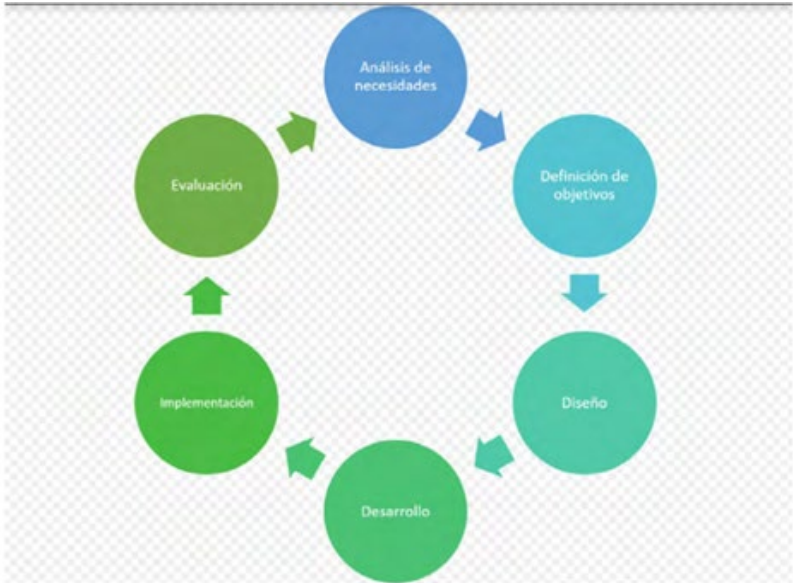 Análisis de
necesidades
Definición de
objetivos
Diseño
Desarrollo
Implementación
Evaluación